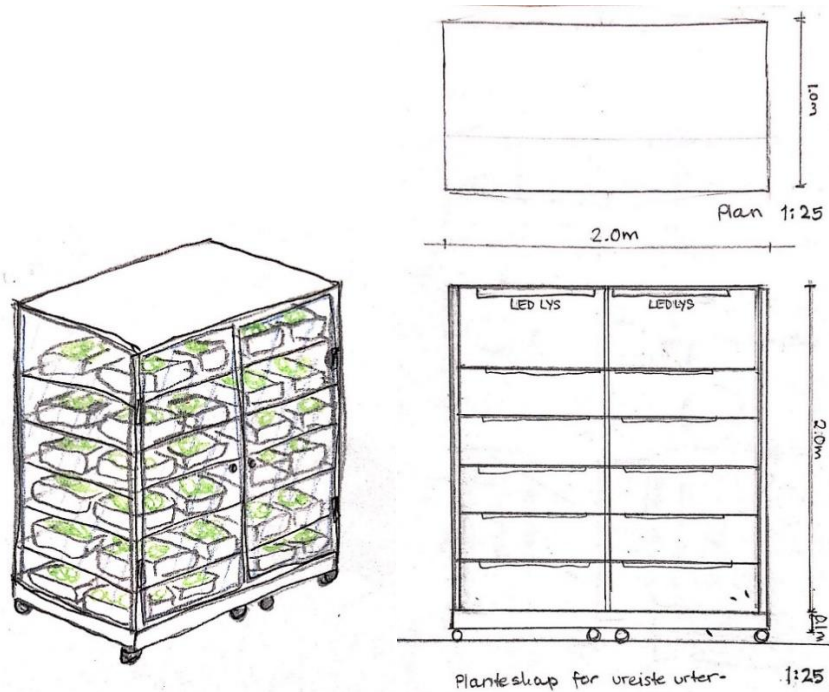 1.0m
Plan 1:25
2.0m
LED LYS LED LYS
2.0m
0.1m
Planteskap for ureiste urter- 1:25